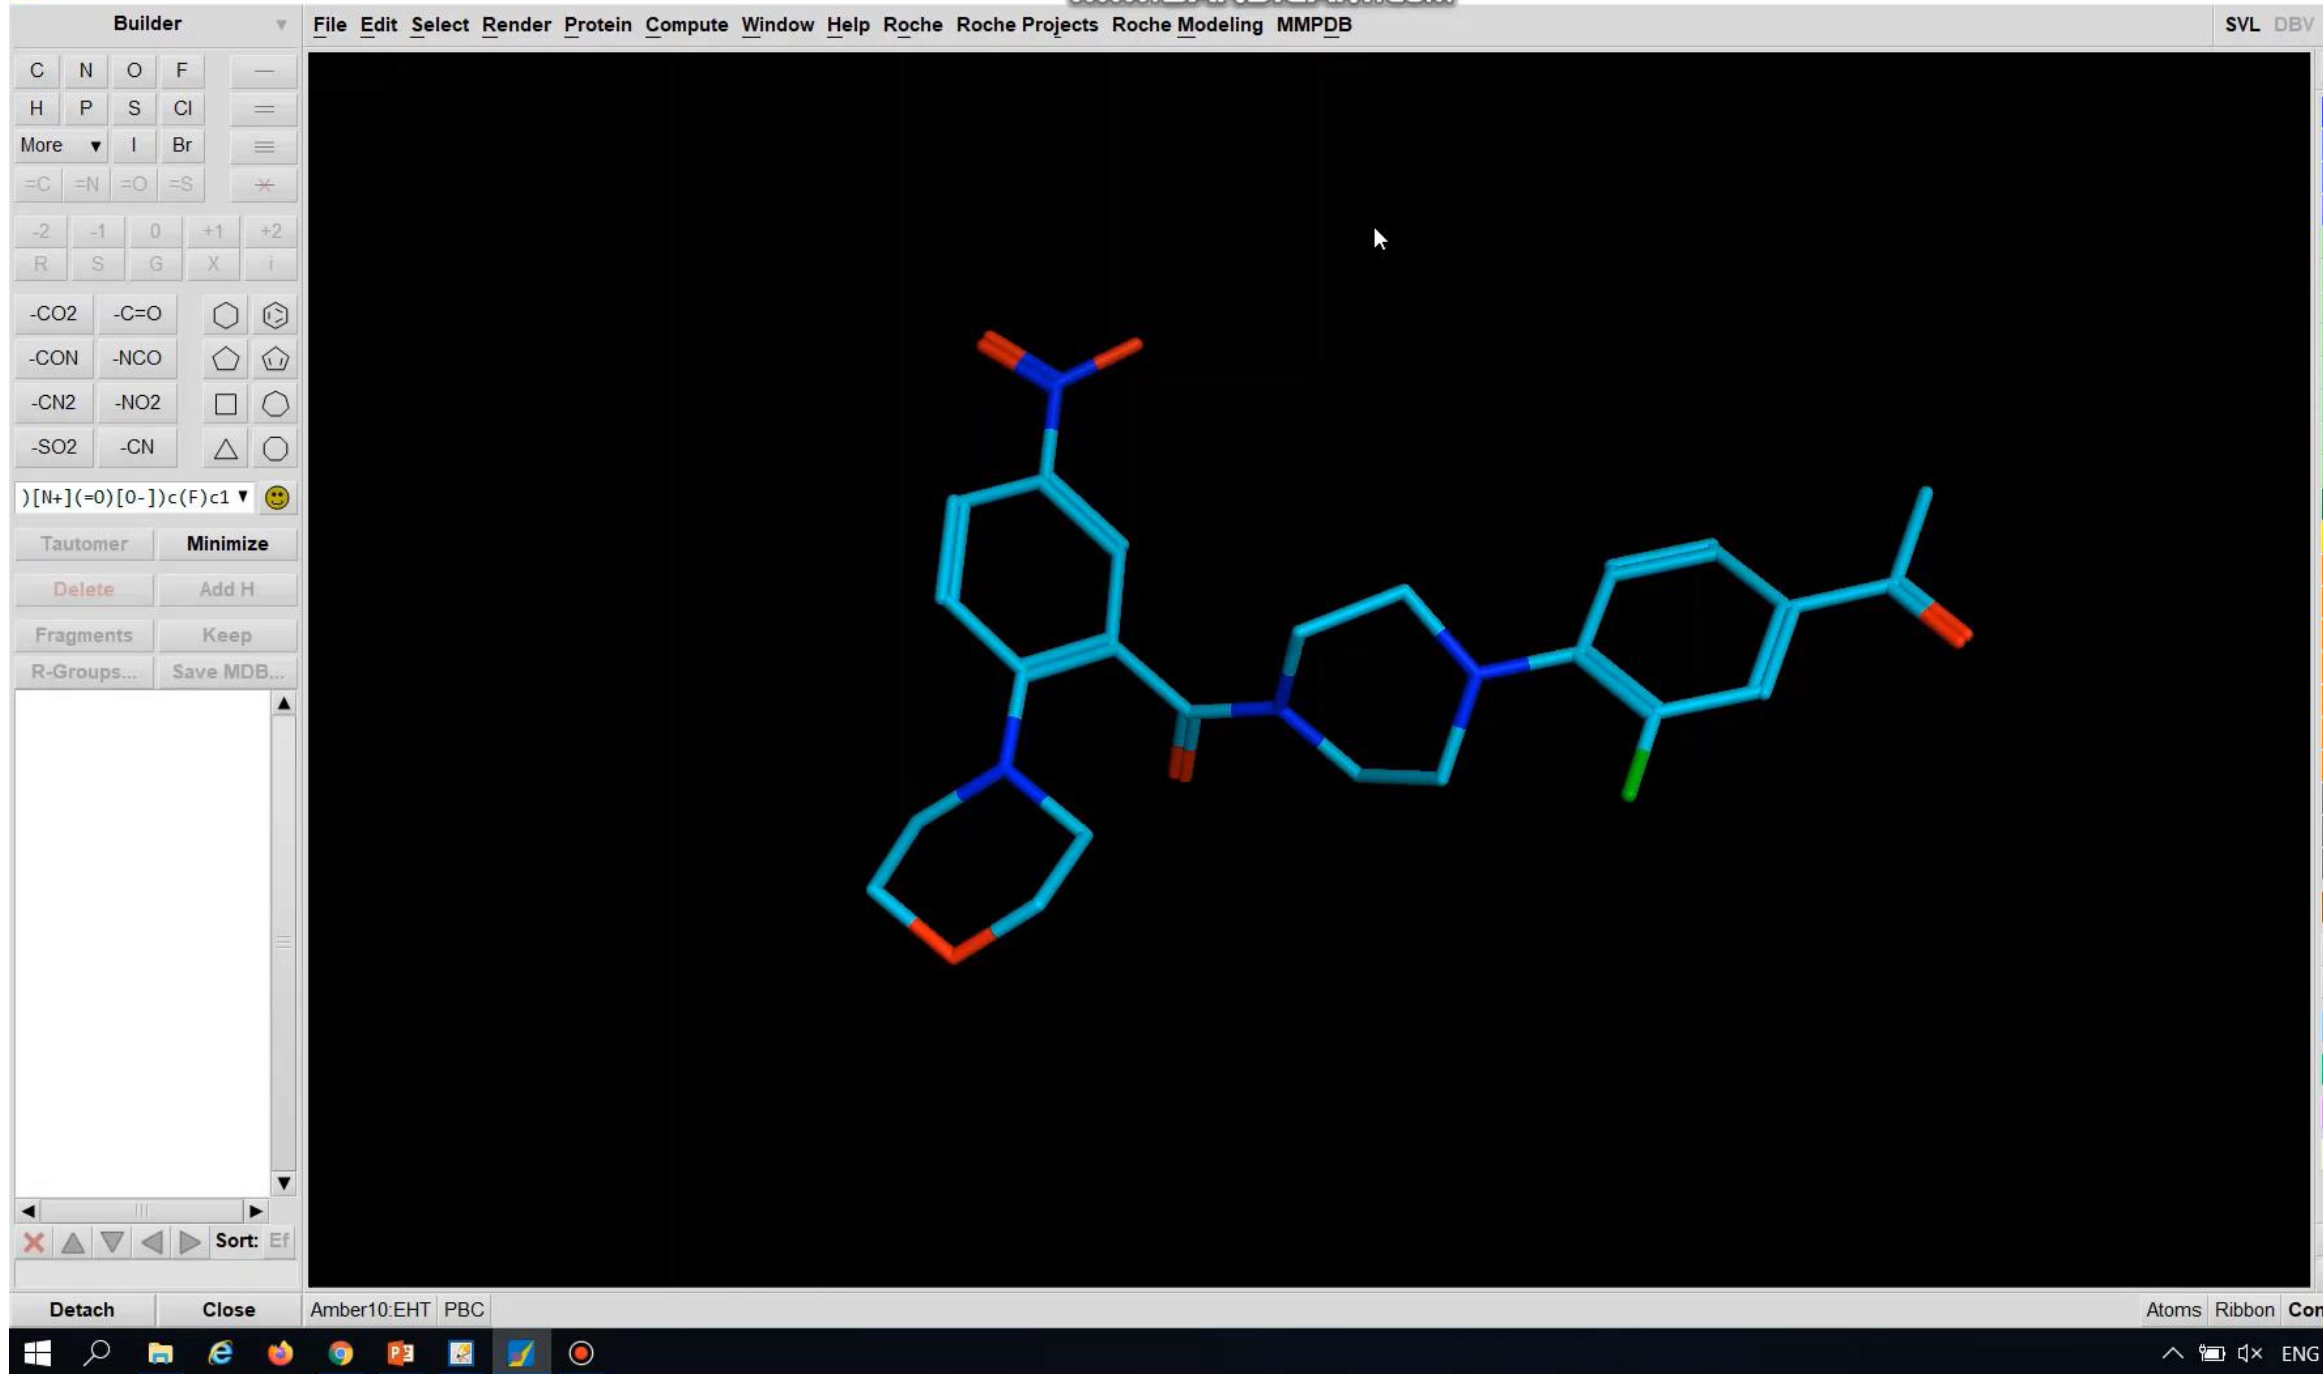 Builder
File Edit Select Render Protein Compute Window Help Roche Roche Projects Roche Modeling MMPDB
SVL DBV
C N O F
H P S Cl
More I Br
=C =N =O =S
-2 -1 0 +1 +2
R S G X i
-CO2 -C=O
-CON -NCO
-CN2 -NO2
-SO2 -CN
)[N+](=O)[O-])c(F)c1
Tautomer Minimize
Delete Add H
Fragments Keep
R-Groups... Save MDB...
Sort: Ef
Detach Close
Amber10:EHT PBC
Atoms Ribbon Con
ENG